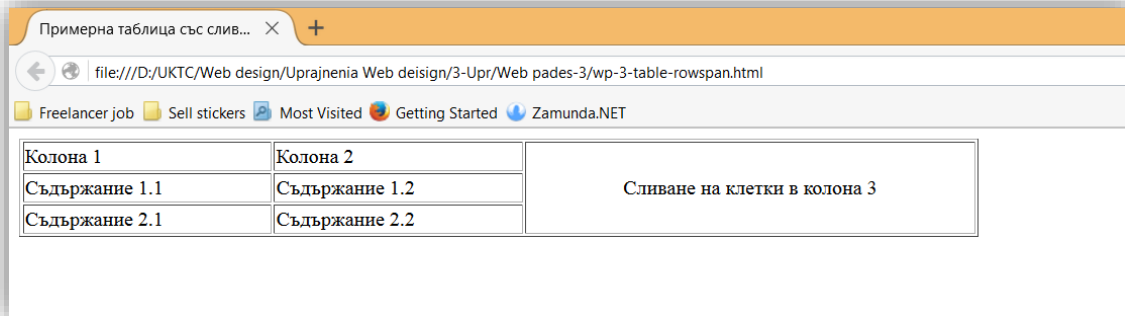 Примерна таблица със слив...
file:///D:/UKTC/Web design/Uprajnenia Web deisign/3-Upr/Web pades-3/wp-3-table-rowspan.html
Freelancer job Sell stickers Most Visited Getting Started Zamunda.NET
Колона 1 Колона 2
Съдържание 1.1 Съдържание 1.2 Сливане на клетки в колона 3
Съдържание 2.1 Съдържание 2.2